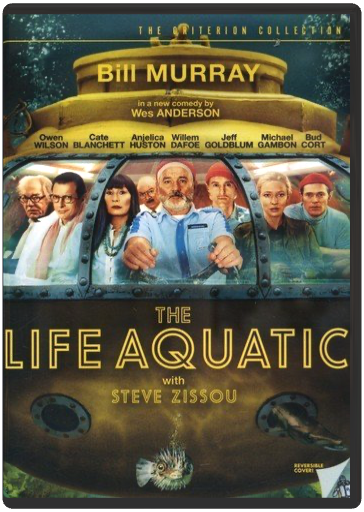 THE CRITERION COLLECTION
Bill MURRAY
in a new comedy by
Wes ANDERSON
Owen Cate Anjelica Willem Jeff Michael Bud
WILSON BLANCHETT HUSTON DAFOE GOLDBLUM GAMBON CORT
THE
LIFE AQUATIC
with
STEVE ZISSOU
REVERSIBLE
COVER!